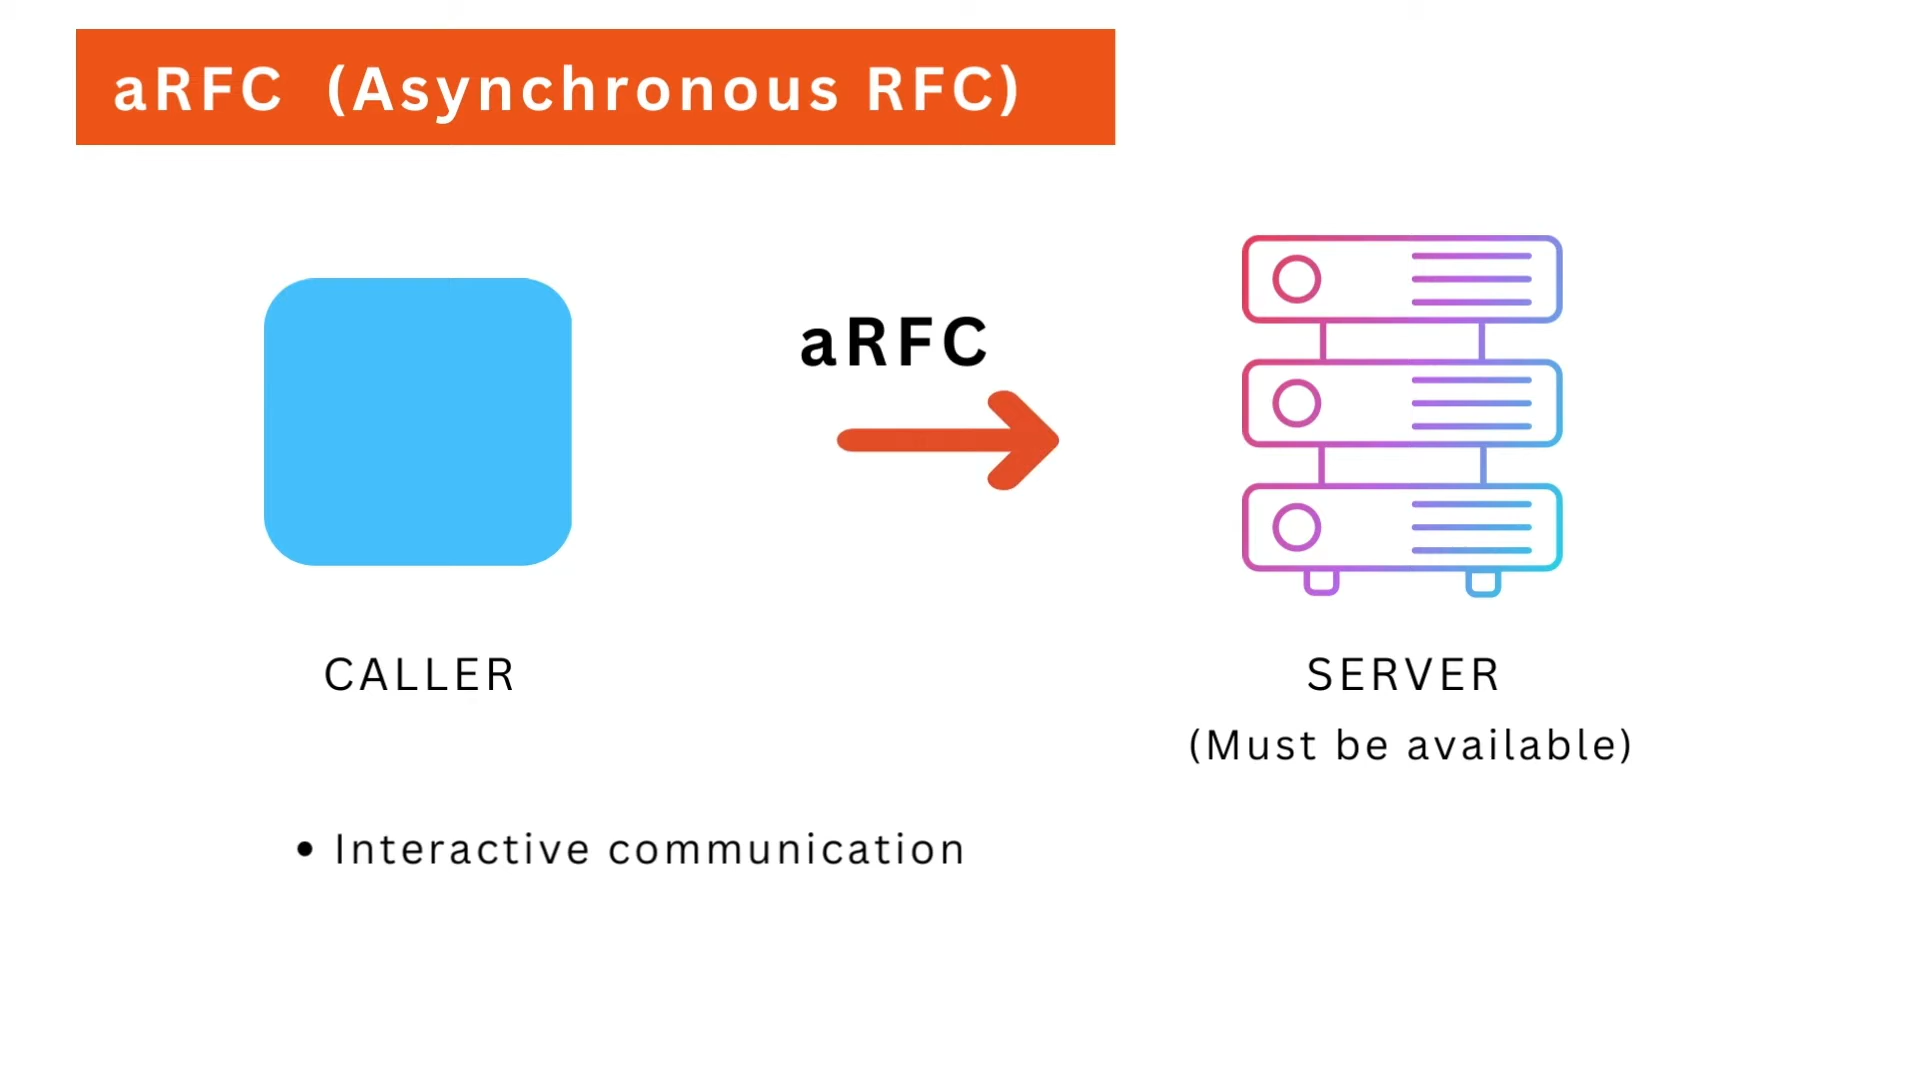 aRFC (Asynchronous RFC)
aRFC
CALLER
SERVER
(Must be available)
• Interactive communication